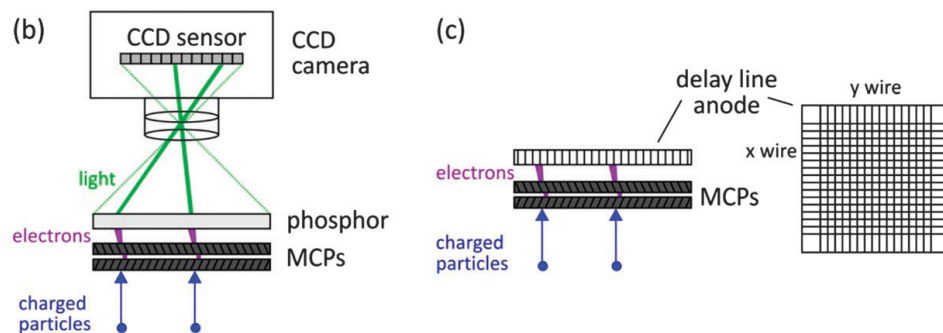 (b)
CCD sensor
CCD
camera
light
phosphor
electrons
MCPs
charged
particles
(c)
delay line
anode
y wire
x wire
electrons
MCPs
charged
particles